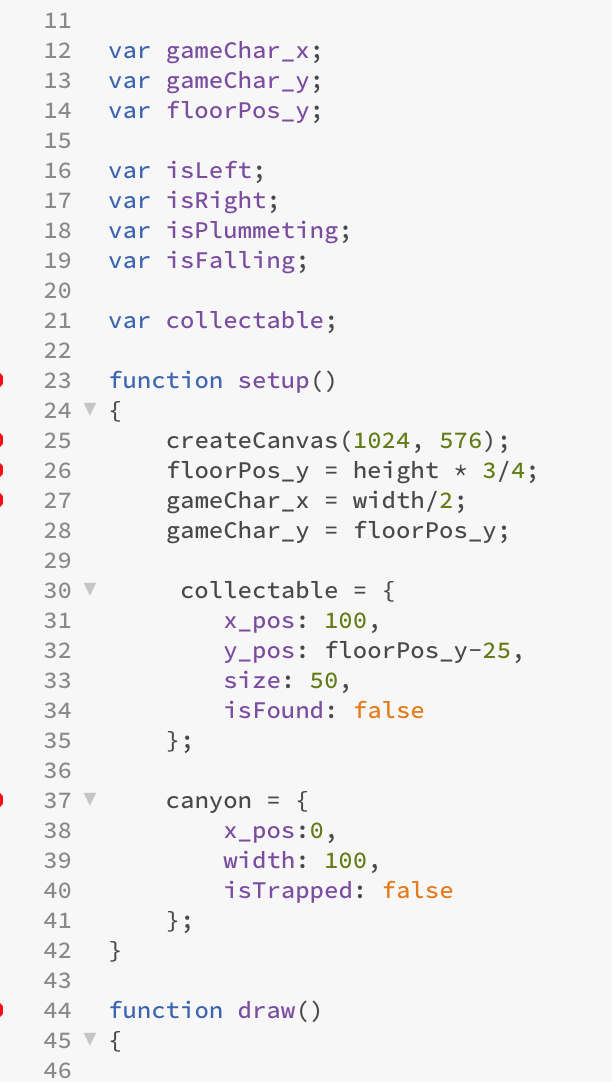 11
12 var gameChar_x;
13 var gameChar_y;
14 var floorPos_y;
15
16 var isLeft;
17 var isRight;
18 var isPlummeting;
19 var isFalling;
20
21 var collectable;
22
23 function setup()
24 {
25     createCanvas(1024, 576);
26     floorPos_y = height * 3/4;
27     gameChar_x = width/2;
28     gameChar_y = floorPos_y;
29
30      collectable = {
31         x_pos: 100,
32         y_pos: floorPos_y-25,
33         size: 50,
34         isFound: false
35     };
36
37     canyon = {
38         x_pos:0,
39         width: 100,
40         isTrapped: false
41     };
42 }
43
44 function draw()
45 {
46